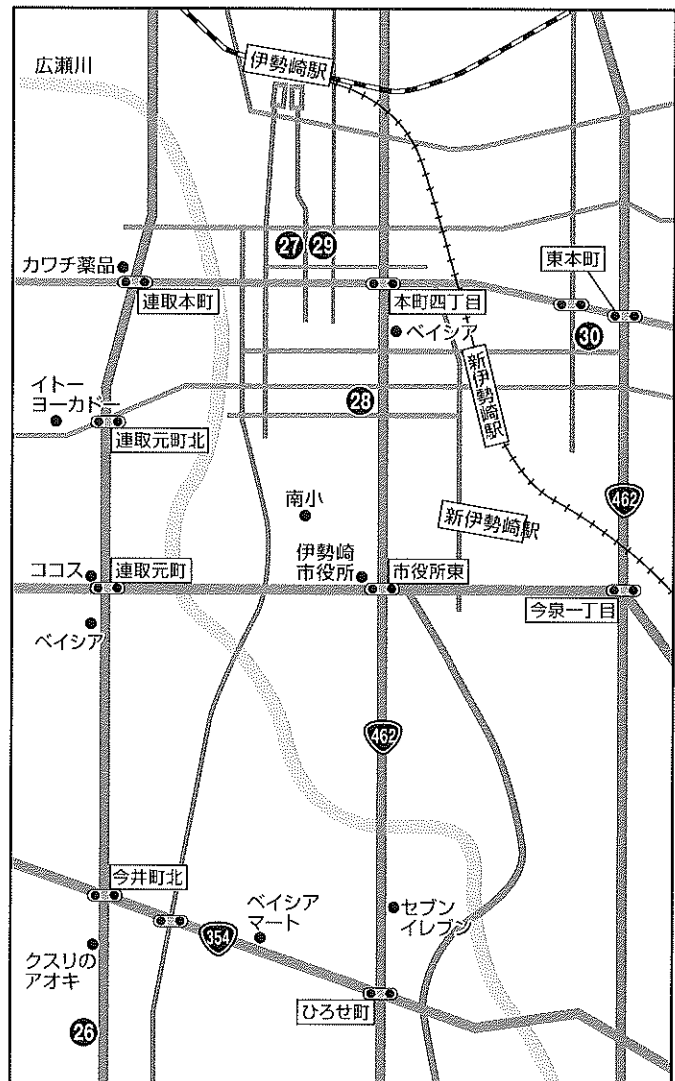 伊勢崎駅
広瀬川
27
29
東本町
カワチ薬品
連取本町
本町四丁目
ベイシア
30
イトー
ヨーカドー
新伊勢崎駅
28
連取元町北
462
南小
新伊勢崎駅
ココス
連取元町
伊勢崎
市役所
市役所東
今泉一丁目
ベイシア
462
今井町北
ベイシア
マート
セブン
イレブン
354
クスリの
アオキ
ひろせ町
26